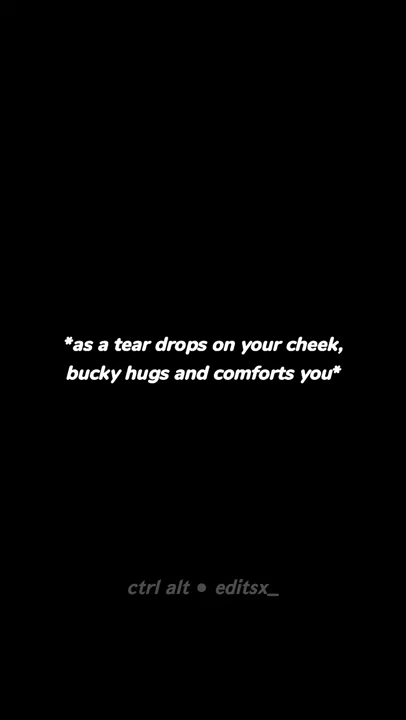 *as a tear drops on your cheek,
bucky hugs and comforts you*
ctrl alt • editsx_